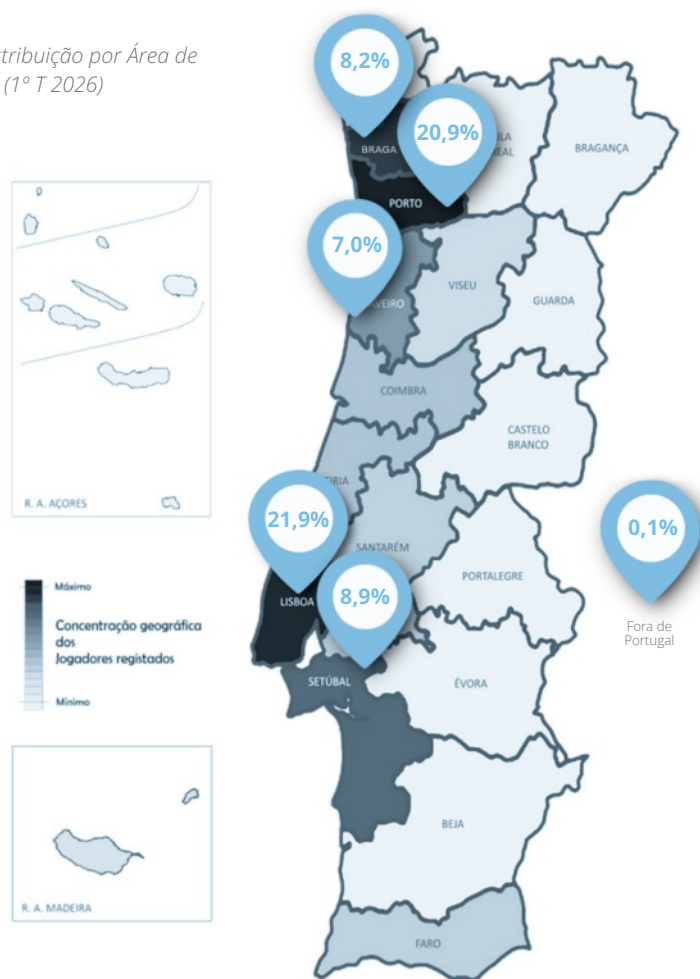 tribuição por Área de
(1º T 2026)
8,2%
20,9%
BRAGA
BRAGANÇA
PORTO
7,0%
VISEU
GUARDA
COIMBRA
CASTELO
BRANCO
R. A. AÇORES
21,9%
0,1%
SANTARÉM
PORTALEGRE
Máximo
LISBOA
8,9%
Concentração geográfica
dos
Jogadores registados
Fora de
Portugal
SETÚBAL
ÉVORA
Mínimo
BEJA
R. A. MADEIRA
FARO